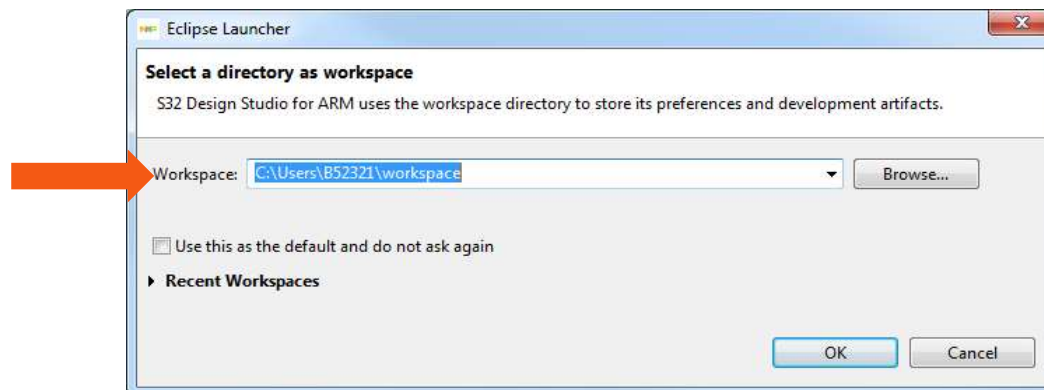 NXP Eclipse Launcher
Select a directory as workspace
S32 Design Studio for ARM uses the workspace directory to store its preferences and development artifacts.
Workspace: C:\Users\B52321\workspace Browse...
Use this as the default and do not ask again
Recent Workspaces
OK Cancel